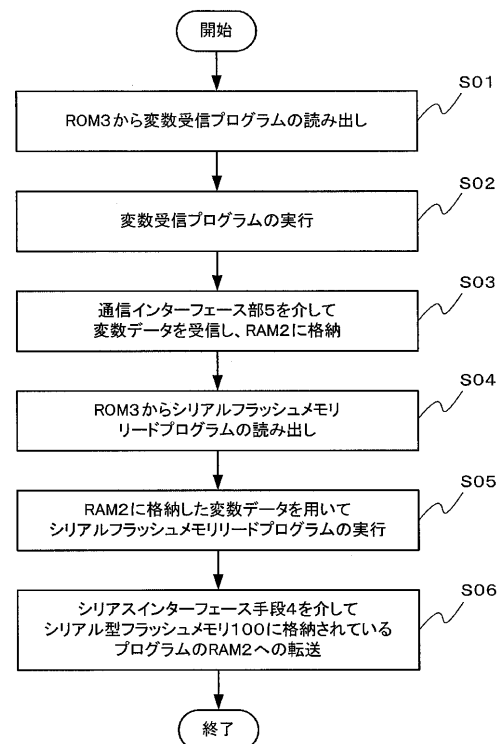 開始
S01
ROM3から変数受信プログラムの読み出し
S02
変数受信プログラムの実行
S03
通信インターフェース部5を介して
変数データを受信し、RAM2に格納
S04
ROM3からシリアルフラッシュメモリ
リードプログラムの読み出し
S05
RAM2に格納した変数データを用いて
シリアルフラッシュメモリリードプログラムの実行
S06
シリアスインターフェース手段4を介して
シリアル型フラッシュメモリ100に格納されている
プログラムのRAM2への転送
終了